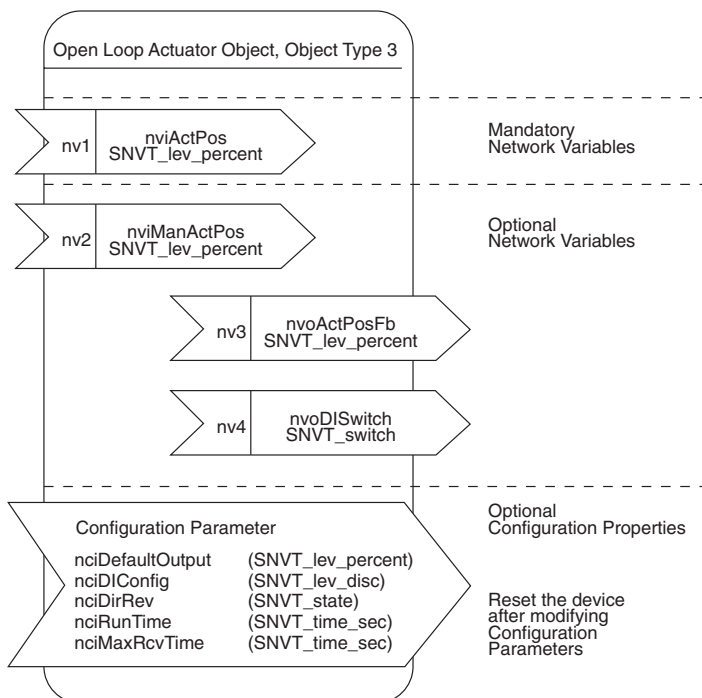 Open Loop Actuator Object, Object Type 3
nv1
nviActPos
SNVT_lev_percent
Mandatory
Network Variables
nv2
nviManActPos
SNVT_lev_percent
Optional
Network Variables
nv3
nvoActPosFb
SNVT_lev_percent
nv4
nvoDISwitch
SNVT_switch
Configuration Parameter
nciDefaultOutput (SNVT_lev_percent)
nciDIConfig (SNVT_lev_disc)
nciDirRev (SNVT_state)
nciRunTime (SNVT_time_sec)
nciMaxRcvTime (SNVT_time_sec)
Optional
Configuration Properties
Reset the device
after modifying
Configuration
Parameters